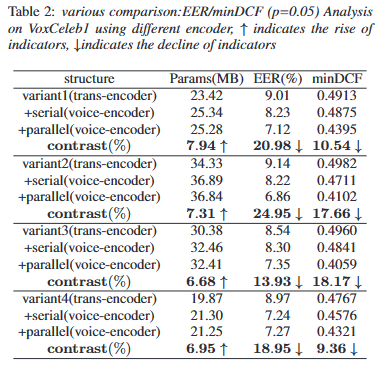 Table 2: various comparison:EER/minDCF (p=0.05) Analysis
on VoxCeleb1 using different encoder, ↑ indicates the rise of
indicators, ↓indicates the decline of indicators
structure Params(MB) EER(%) minDCF
variant1(trans-encoder) 23.42 9.01 0.4913
+serial(voice-encoder) 25.34 8.23 0.4875
+parallel(voice-encoder) 25.28 7.12 0.4395
contrast(%) 7.94 ↑ 20.98 ↓ 10.54 ↓
variant2(trans-encoder) 34.33 9.14 0.4982
+serial(voice-encoder) 36.89 8.22 0.4711
+parallel(voice-encoder) 36.84 6.86 0.4102
contrast(%) 7.31 ↑ 24.95 ↓ 17.66 ↓
variant3(trans-encoder) 30.38 8.54 0.4960
+serial(voice-encoder) 32.46 8.30 0.4841
+parallel(voice-encoder) 32.41 7.35 0.4059
contrast(%) 6.68 ↑ 13.93 ↓ 18.17 ↓
variant4(trans-encoder) 19.87 8.97 0.4767
+serial(voice-encoder) 21.30 7.24 0.4576
+parallel(voice-encoder) 21.25 7.27 0.4321
contrast(%) 6.95 ↑ 18.95 ↓ 9.36 ↓